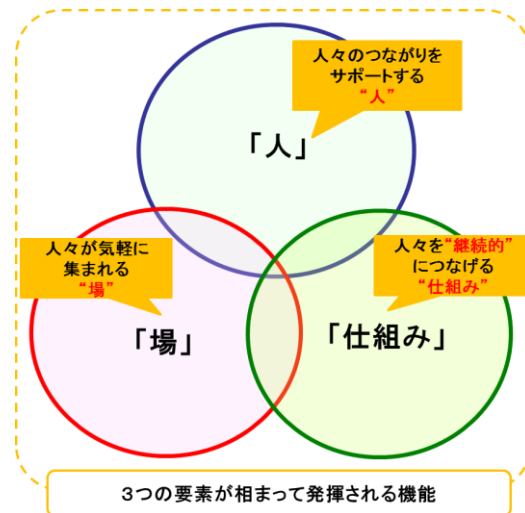 人々のつながりを
サポートする
“人”
「人」
人々が気軽に
集まれる
“場”
人々を“継続的”
につなげる
“仕組み”
「場」
「仕組み」
3つの要素が相まって発揮される機能